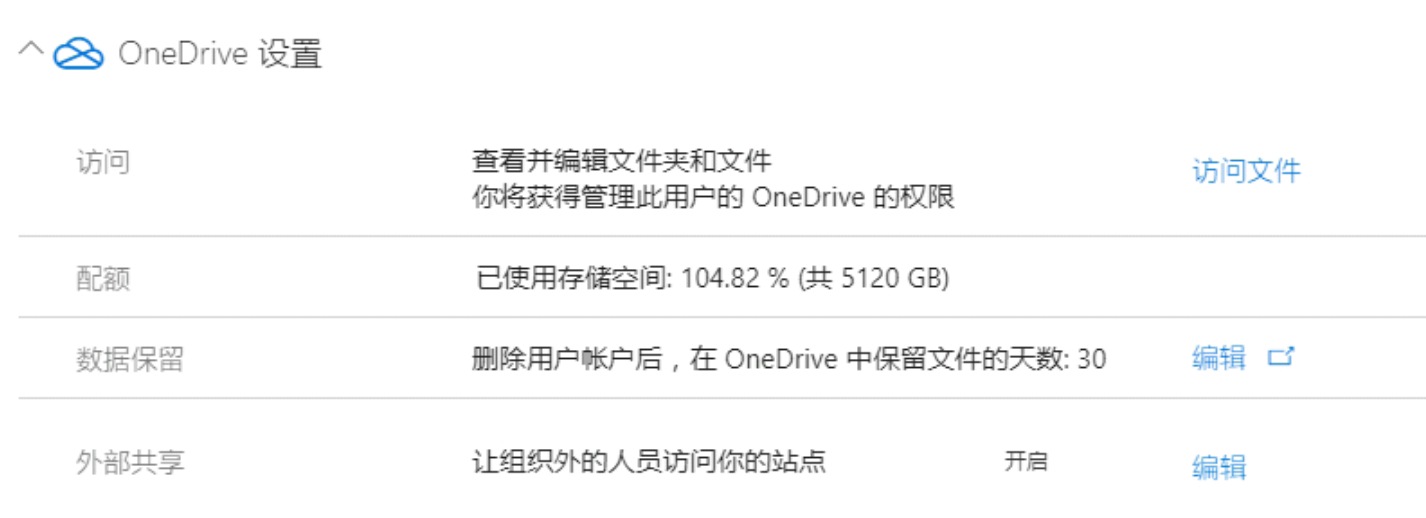 OneDrive 设置
访问
查看并编辑文件夹和文件
你将获得管理此用户的 OneDrive 的权限
访问文件
配额
已使用存储空间: 104.82 % (共 5120 GB)
数据保留
删除用户帐户后，在 OneDrive 中保留文件的天数: 30
编辑
外部共享
让组织外的人员访问你的站点
开启
编辑